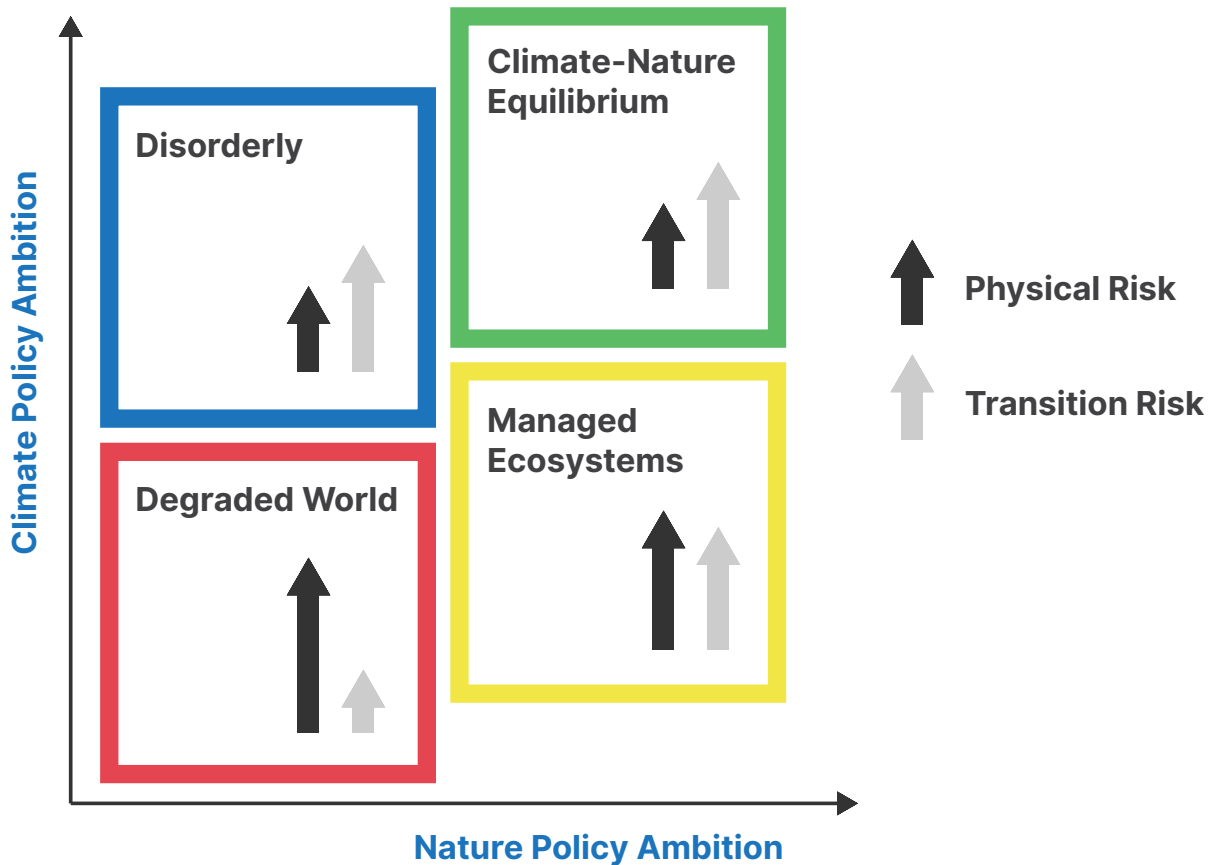 Climate Policy Ambition
Disorderly
Climate-Nature
Equilibrium
Degraded World
Managed
Ecosystems
Physical Risk
Transition Risk
Nature Policy Ambition